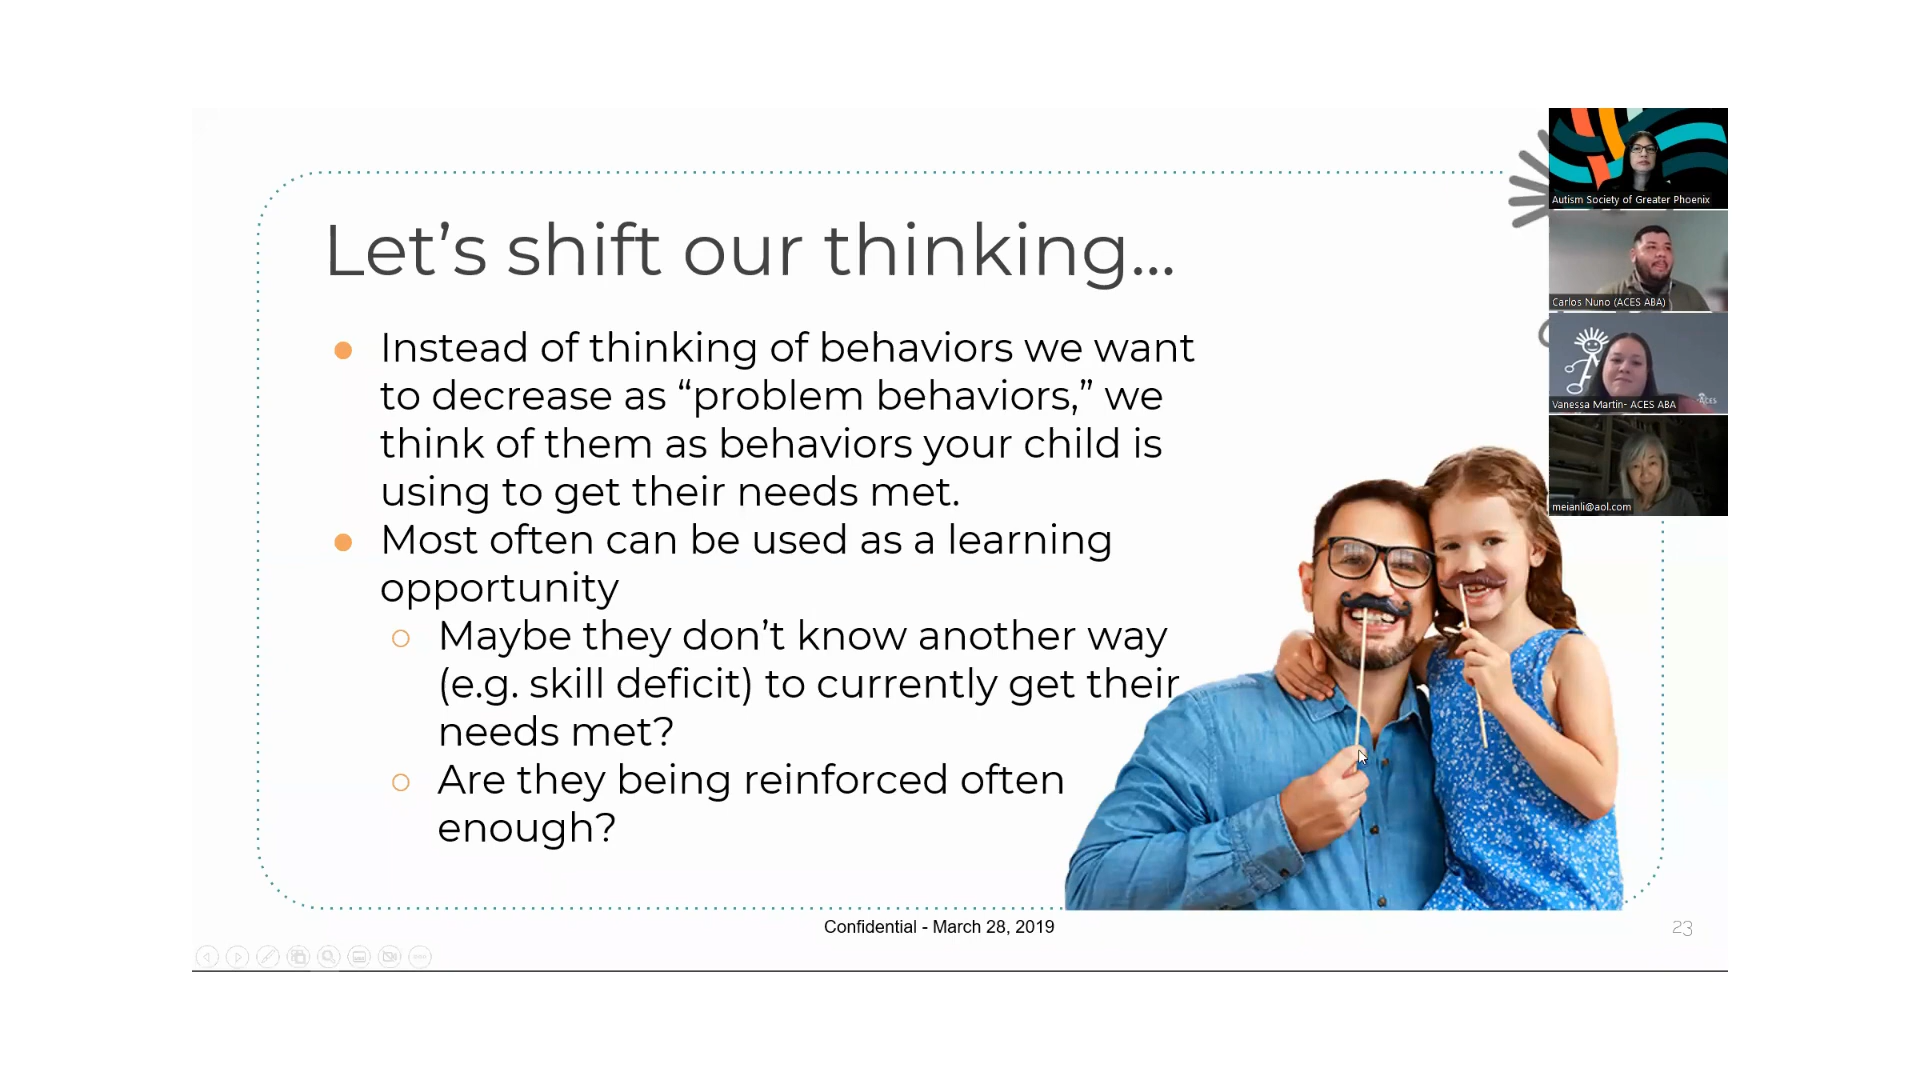 Let’s shift our thinking...
Instead of thinking of behaviors we want
to decrease as “problem behaviors,” we
think of them as behaviors your child is
using to get their needs met.
Most often can be used as a learning
opportunity
Maybe they don’t know another way
(e.g. skill deficit) to currently get their
needs met?
Are they being reinforced often
enough?
Confidential - March 28, 2019
23
Autism Society of Greater Phoenix
Carlos Nuno (ACES ABA)
ACES
Vanessa Martin- ACES ABA
meianli@aol.com